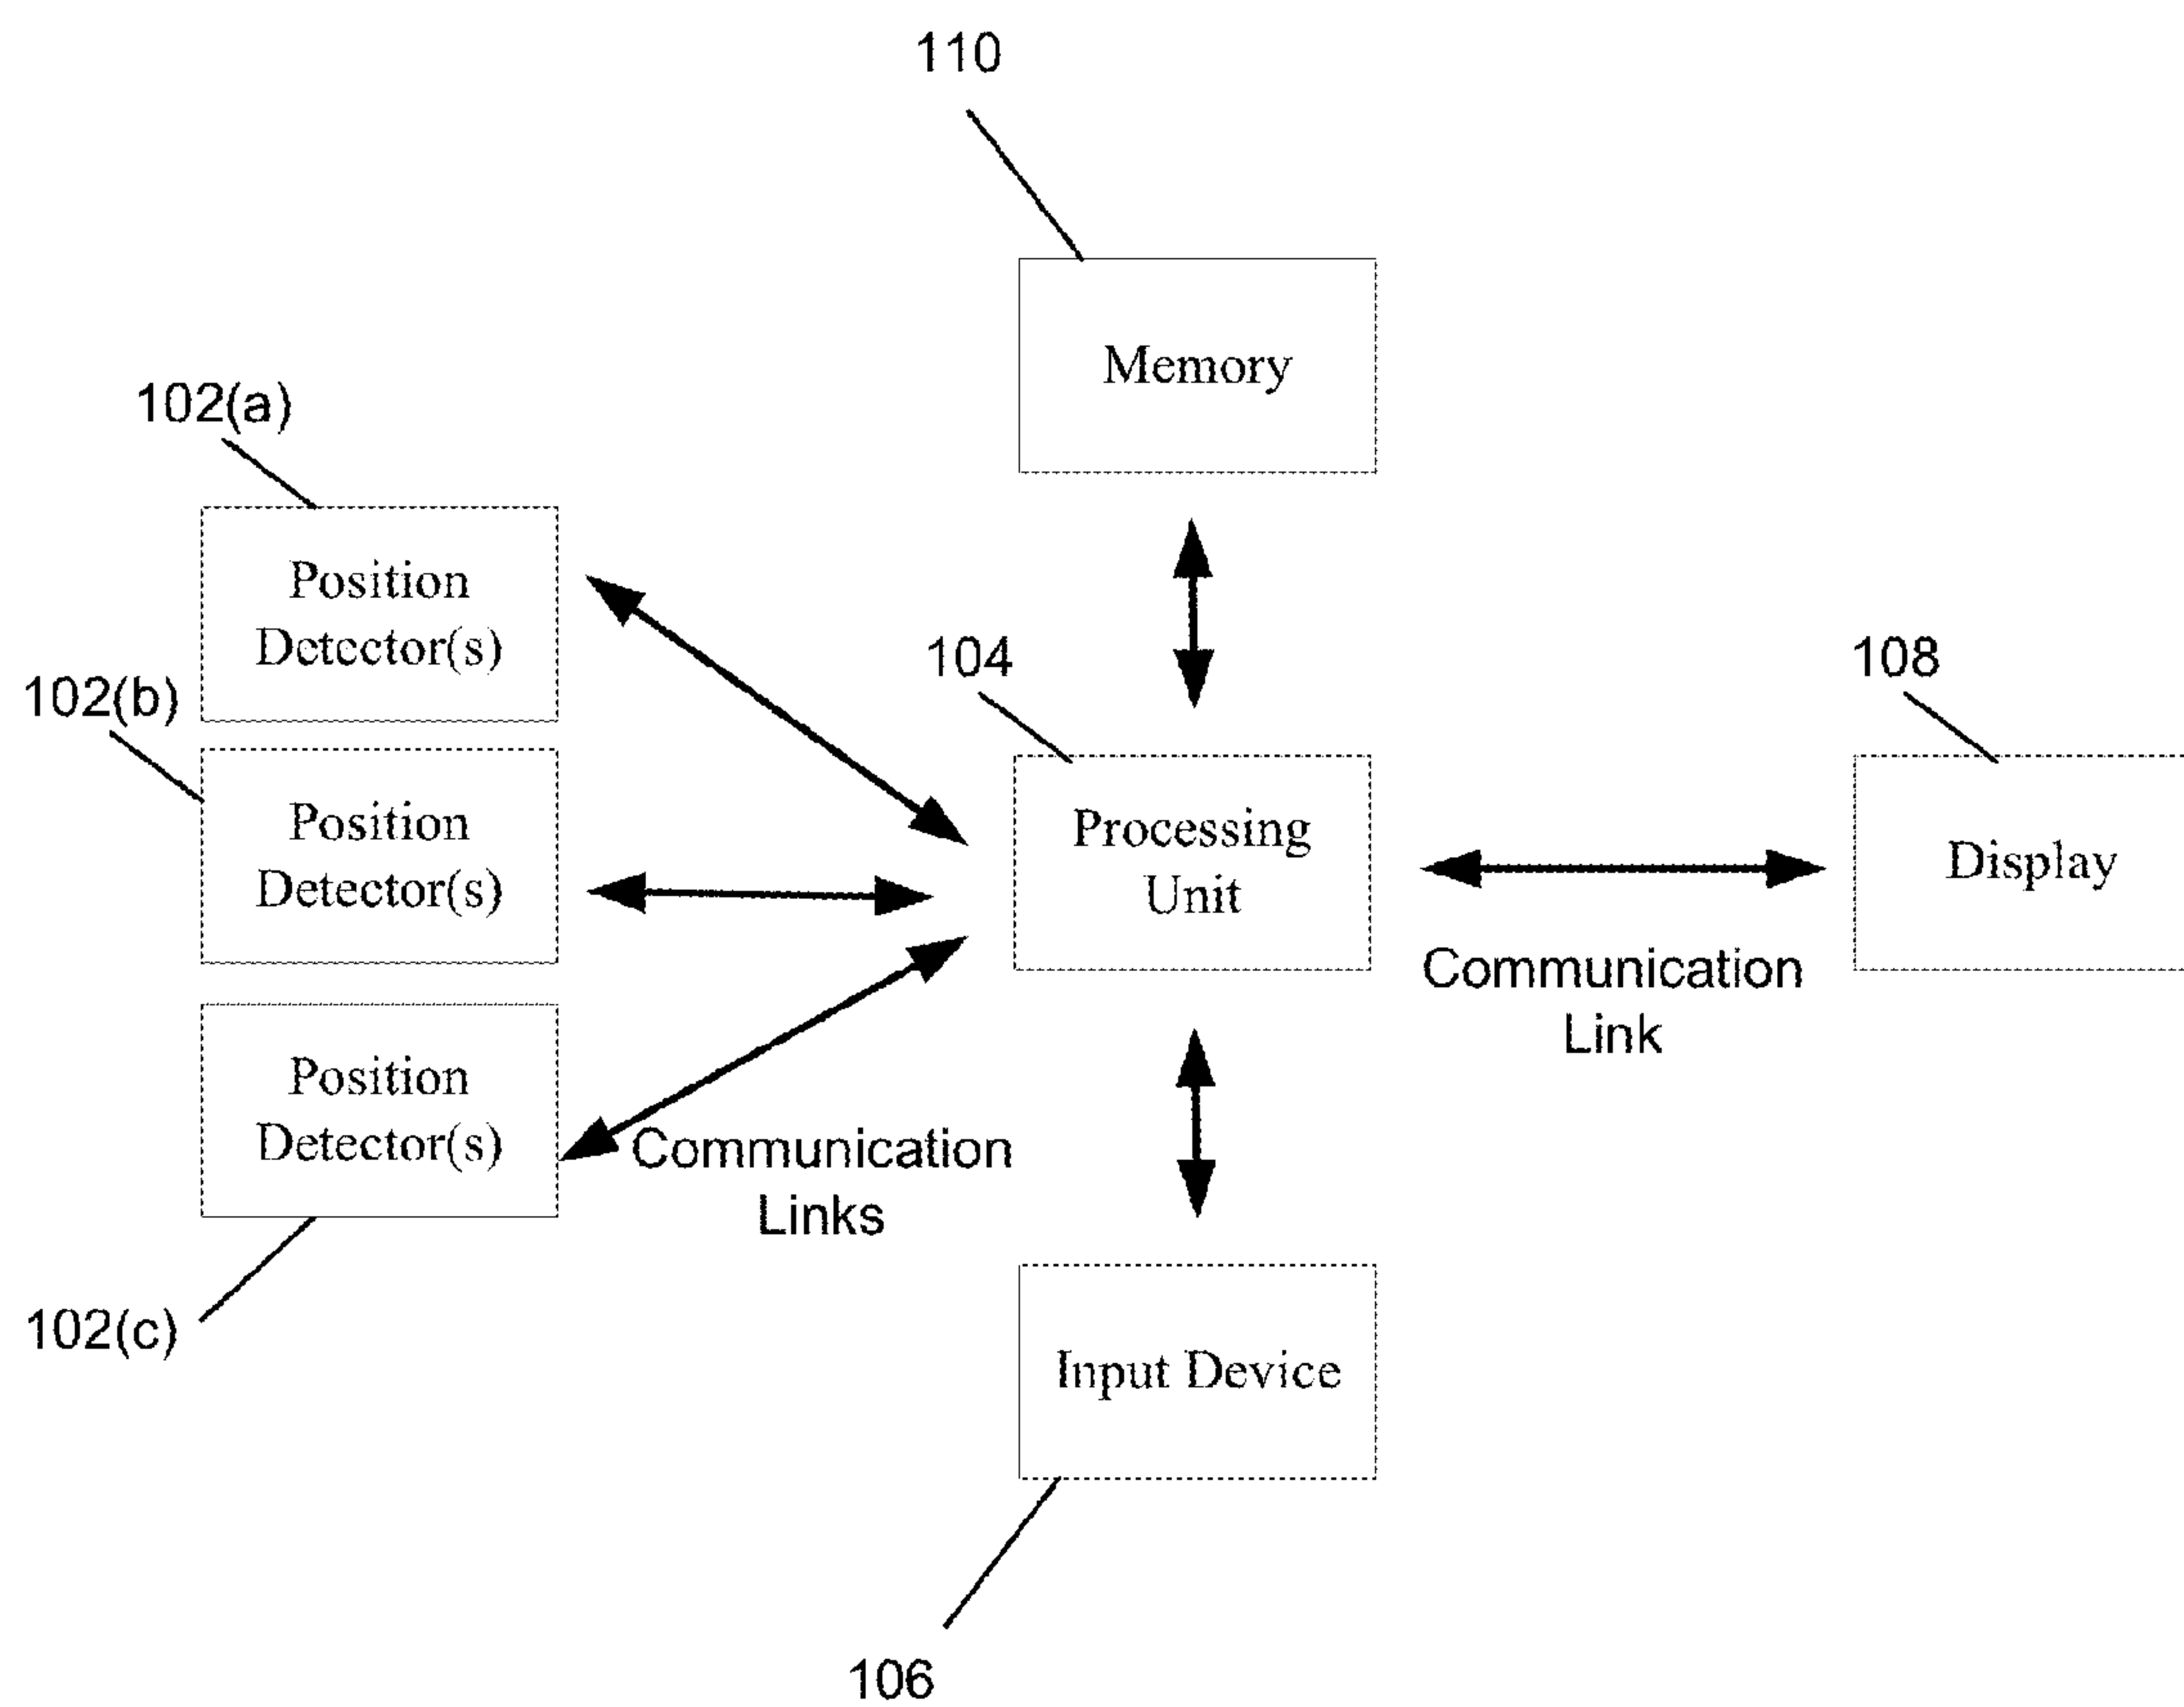 110
Memory
102(a)
Position
Detector(s)
102(b)
Position
Detector(s)
Position
Detector(s)
102(c)
104
Processing
Unit
108
Display
Communication
Link
Communication
Links
Input Device
106